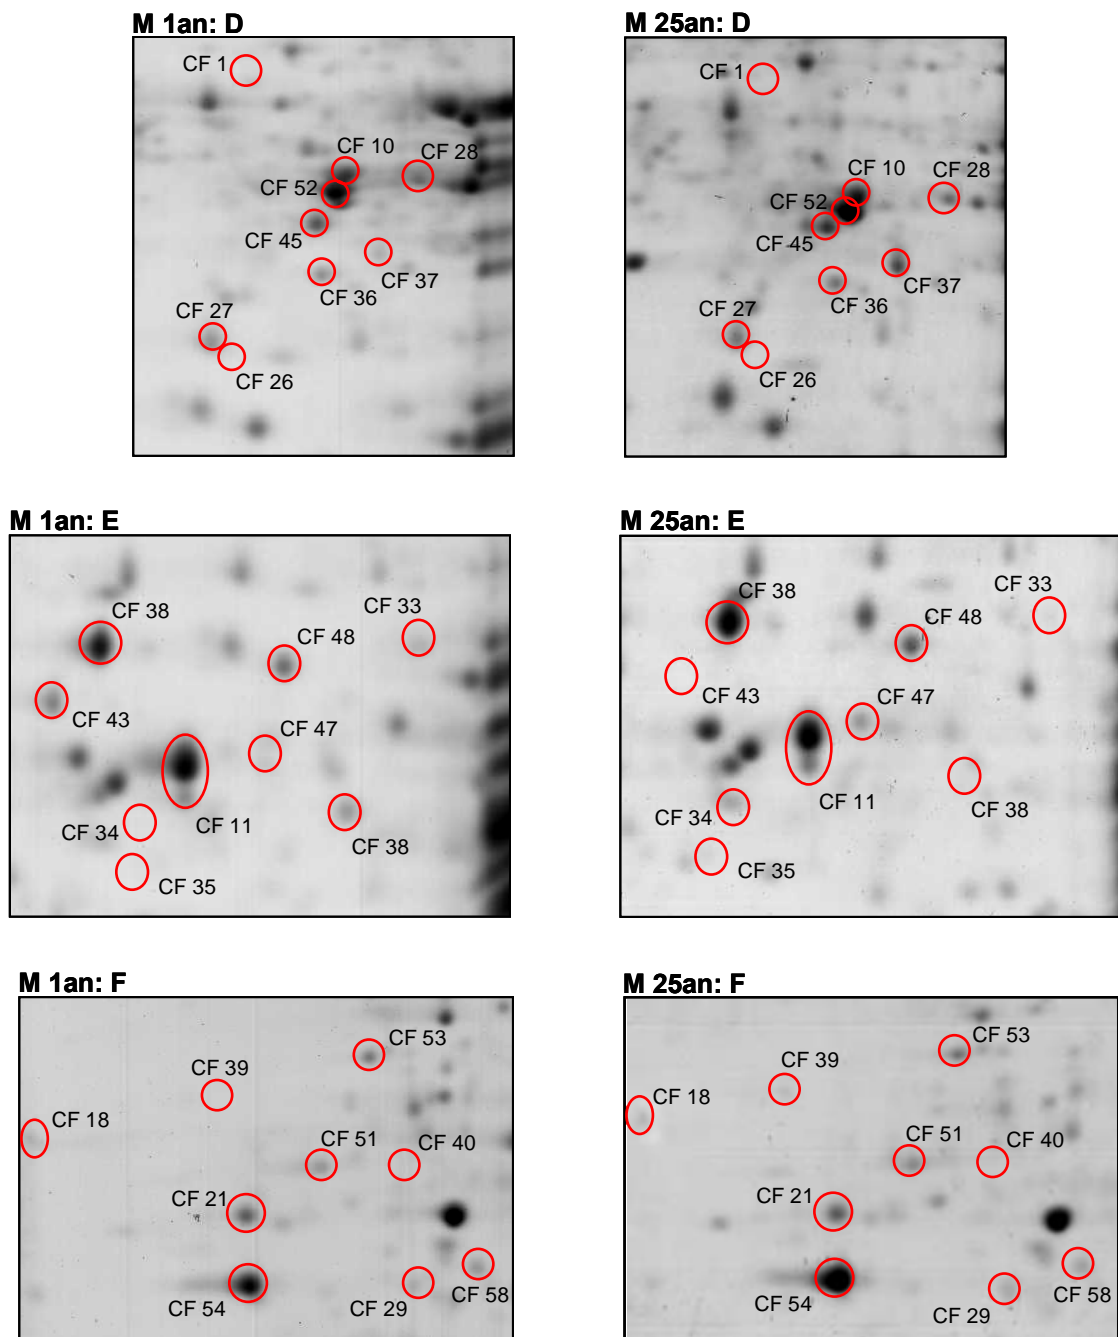 M 1an: D
CF 1
CF 10
CF 28
CF 52
CF 45
CF 37
CF 36
CF 27
CF 26
M 25an: D
CF 1
CF 10
CF 28
CF 52
CF 45
CF 37
CF 36
CF 27
CF 26
M 1an: E
CF 38
CF 33
CF 48
CF 43
CF 47
CF 34
CF 11
CF 38
CF 35
M 25an: E
CF 38
CF 33
CF 48
CF 43
CF 47
CF 11
CF 38
CF 34
CF 35
M 1an: F
CF 53
CF 39
CF 18
CF 51
CF 40
CF 21
CF 54
CF 29
CF 58
M 25an: F
CF 53
CF 39
CF 18
CF 51
CF 40
CF 21
CF 58
CF 54
CF 29